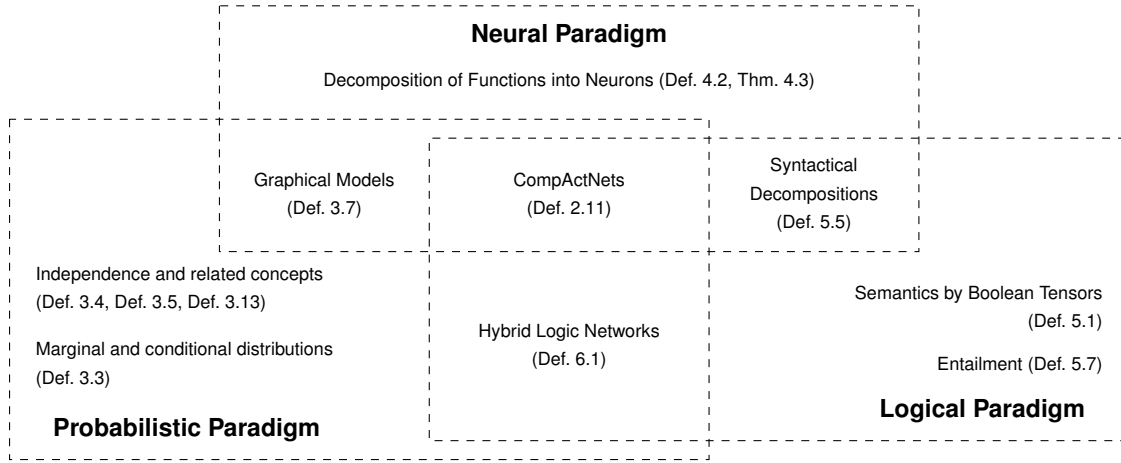 Neural Paradigm
Decomposition of Functions into Neurons (Def. 4.2, Thm. 4.3)
Graphical Models
(Def. 3.7)
CompActNets
(Def. 2.11)
Syntactical
Decompositions
(Def. 5.5)
Independence and related concepts
(Def. 3.4, Def. 3.5, Def. 3.13)
Marginal and conditional distributions
(Def. 3.3)
Probabilistic Paradigm
Hybrid Logic Networks
(Def. 6.1)
Semantics by Boolean Tensors
(Def. 5.1)
Entailment (Def. 5.7)
Logical Paradigm